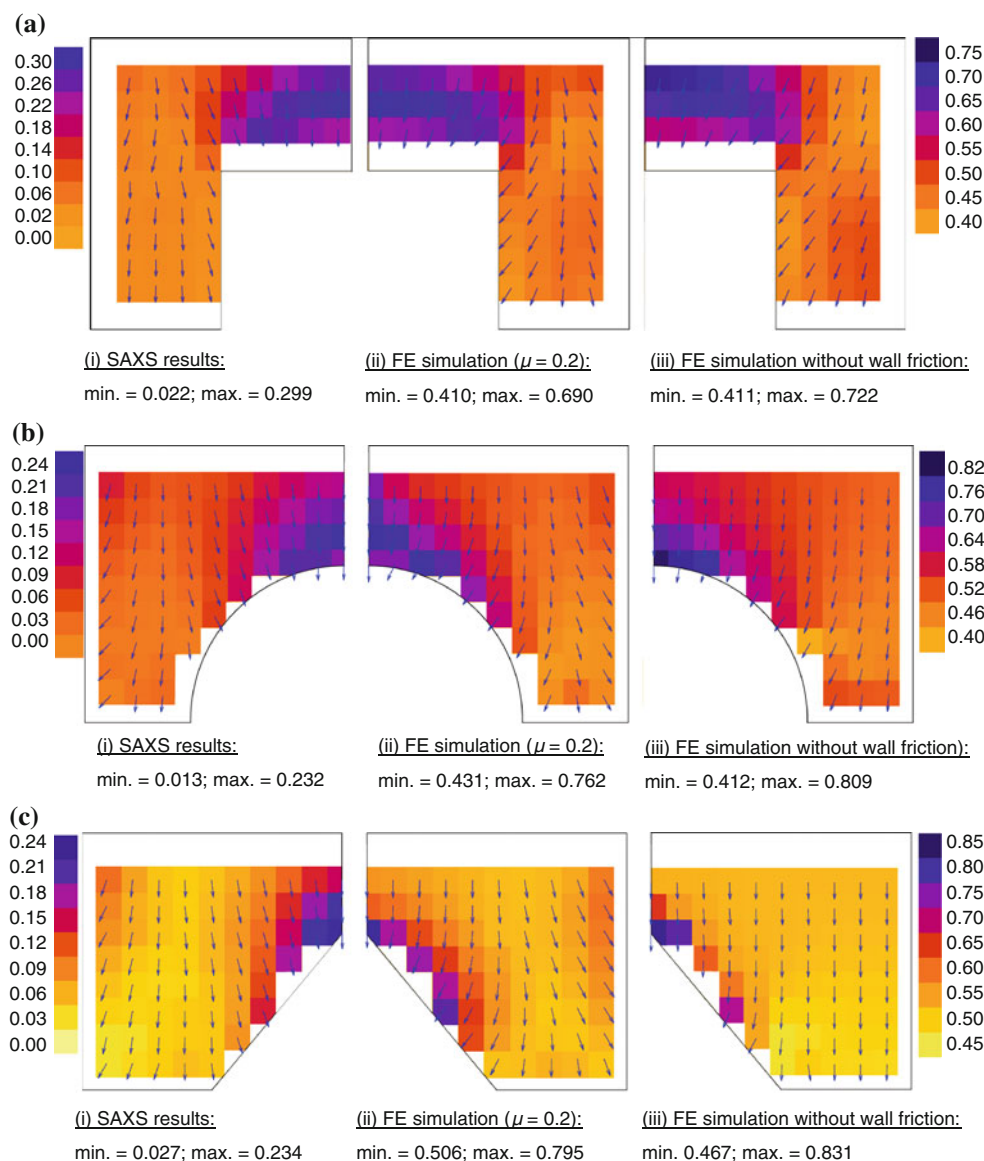 (a)
0.30
0.26
0.22
0.18
0.14
0.10
0.06
0.02
0.00
0.75
0.70
0.65
0.60
0.55
0.50
0.45
0.40
(i) SAXS results:
min. = 0.022; max. = 0.299
(ii) FE simulation (μ = 0.2):
min. = 0.410; max. = 0.690
(iii) FE simulation without wall friction:
min. = 0.411; max. = 0.722
(b)
0.24
0.21
0.15
0.12
0.09
0.06
0.03
0.00
0.82
0.76
0.70
0.64
0.58
0.52
0.46
0.40
(i) SAXS results:
min. = 0.013; max. = 0.232
(ii) FE simulation (μ = 0.2):
min. = 0.431; max. = 0.762
(iii) FE simulation without wall friction):
min. = 0.412; max. = 0.809
(c)
0.24
0.21
0.18
0.15
0.12
0.09
0.06
0.03
0.00
0.85
0.80
0.75
0.70
0.65
0.60
0.55
0.50
0.45
(i) SAXS results:
min. = 0.027; max. = 0.234
(ii) FE simulation (μ = 0.2):
min. = 0.506; max. = 0.795
(iii) FE simulation without wall friction:
min. 0.467; max. = 0.831